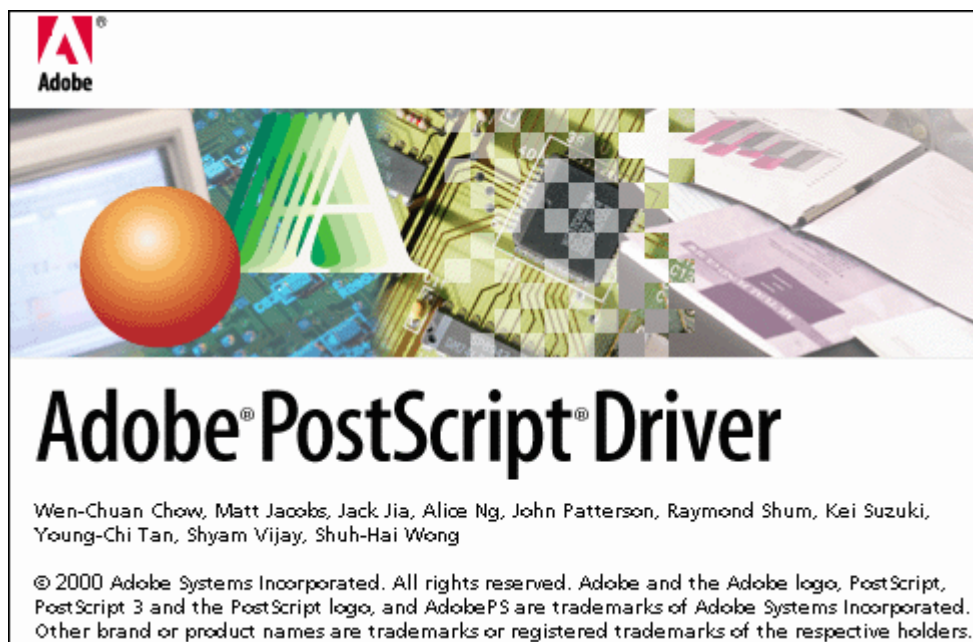 ®
Adobe
A
Adobe® PostScript® Driver
Wen-Chuan Chow, Matt Jacobs, Jack Jia, Alice Ng, John Patterson, Raymond Shum, Kei Suzuki,
Young-Chi Tan, Shyam Vijay, Shuh-Hai Wong
© 2000 Adobe Systems Incorporated. All rights reserved. Adobe and the Adobe logo, PostScript,
PostScript 3 and the PostScript logo, and AdobePS are trademarks of Adobe Systems Incorporated.
Other brand or product names are trademarks or registered trademarks of the respective holders.